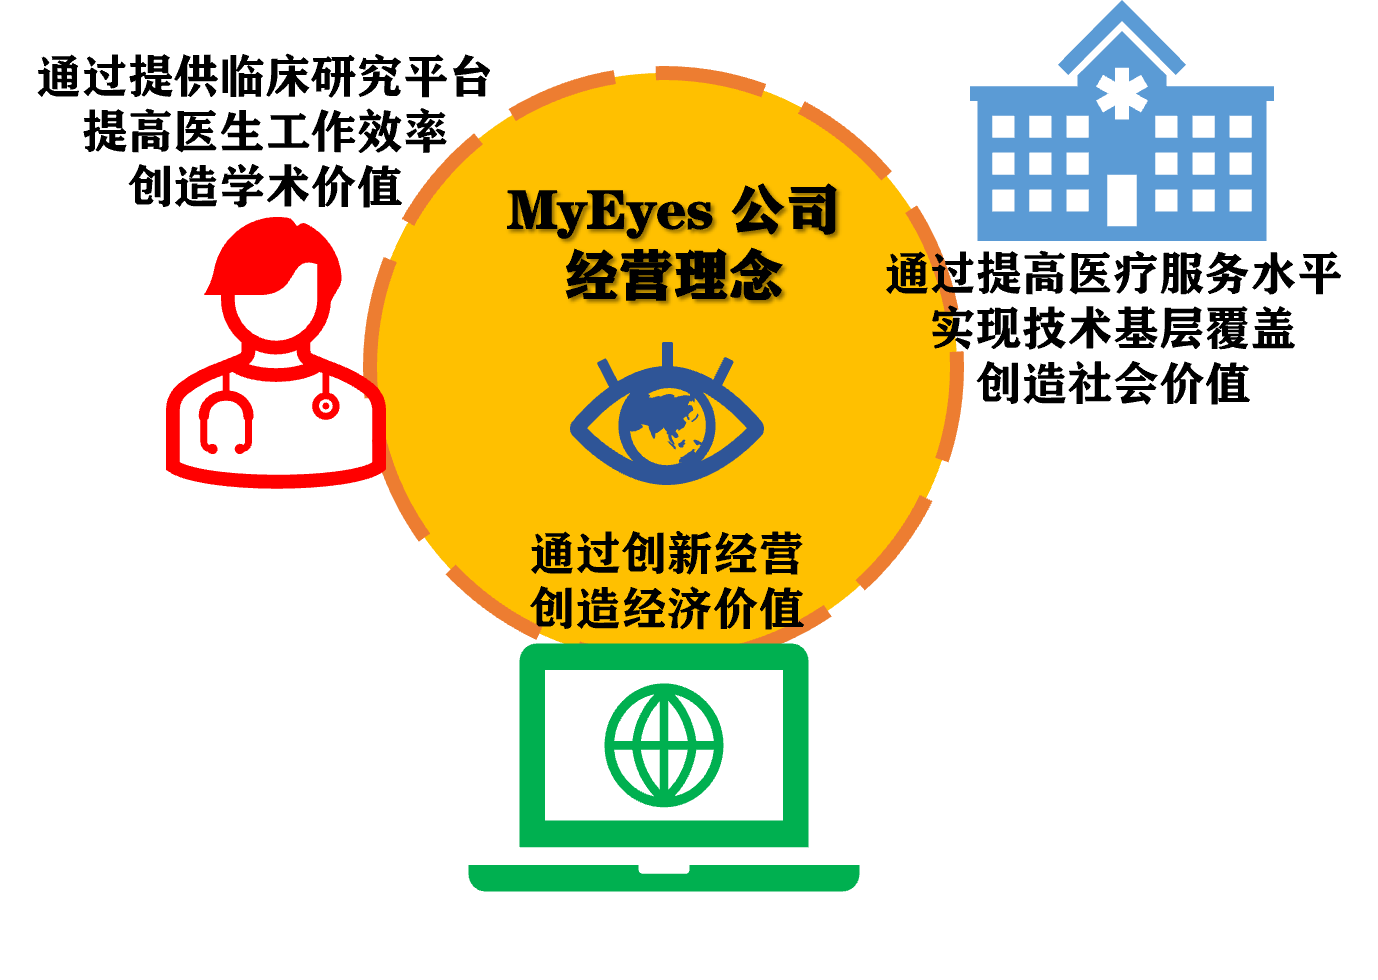 通过提供临床研究平台
提高医生工作效率
创造学术价值
MyEyes 公司
经营理念
通过提高医疗服务水平
实现技术基层覆盖
创造社会价值
通过创新经营
创造经济价值